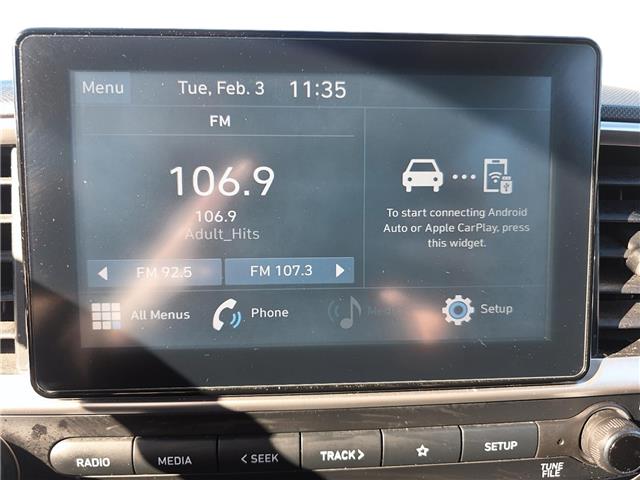 Menu Tue, Feb. 3 11:35
FM
106.9
106.9
Adult_Hits
To start connecting Android
Auto or Apple CarPlay, press
this widget.
FM 92.5 FM 107.3
All Menus Phone Media Setup
RADIO MEDIA < SEEK TRACK > SETUP
TUNE
FILE